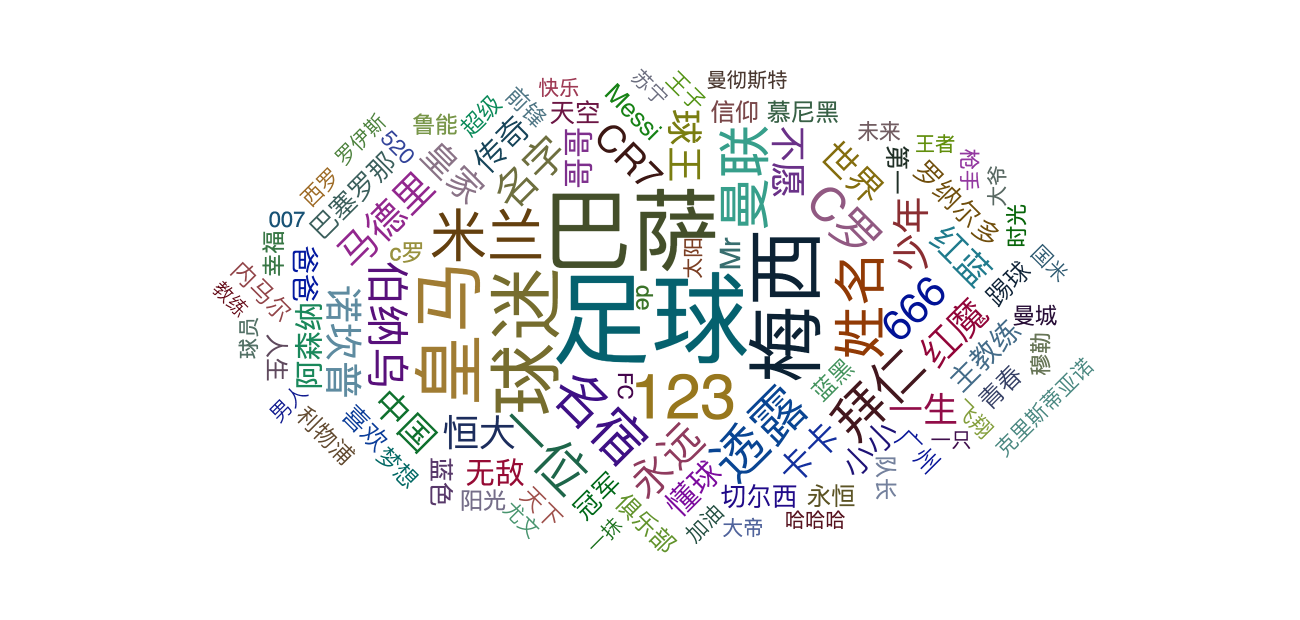 苏宁
王子
曼彻斯特
快乐
Messi
前锋
天空
球王
信仰
慕尼黑
超级
鲁能
传奇
哥哥
CR7
曼联
不愿
未来
王者
第一
枪手
大爷
罗伊斯
520
皇家
名字
世界
罗纳尔多
西罗
巴塞罗那
马德里
C罗
少年
时光
007
米兰
巴萨
太阳
Mr
梅西
姓名
红蓝
国米
幸福
爸爸
c罗
踢球
内马尔
伯纳乌
皇马
球迷
足球
de
666
红魔
曼城
教练
诺坎普
阿森纳
球员
人生
主教练
穆勒
FC
123
蓝黑
拜仁
青春
克里斯蒂亚诺
男人
利物浦
喜欢
中国
恒大
一位
名宿
永远
透露
卡卡
小小
一生
广州
一只
飞翔
梦想
蓝色
无敌
冠军
懂球
切尔西
永恒
队长
阳光
天下
尤文
一抹
俱乐部
加油
大帝
哈哈哈